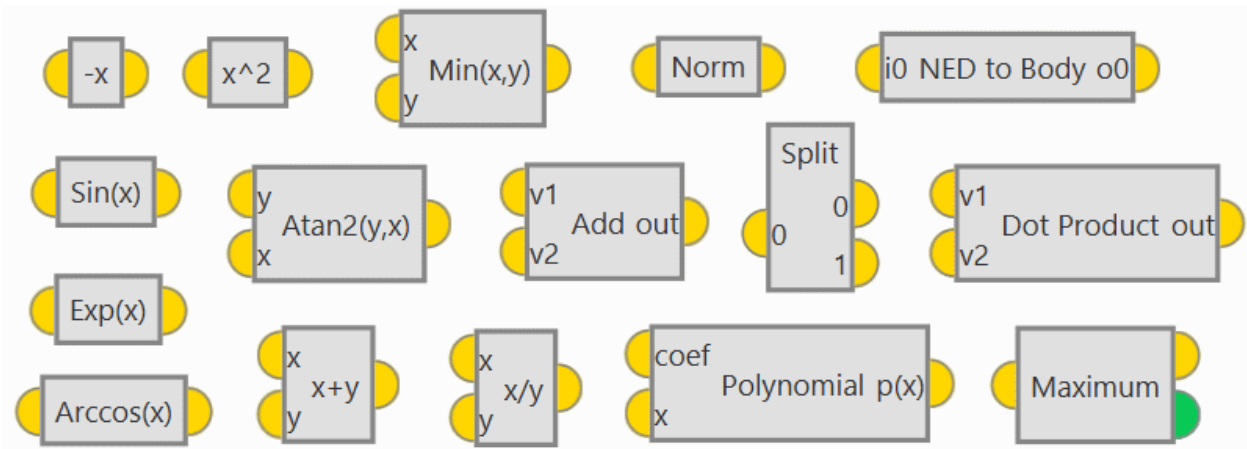 -x
x^2
x
y
Min(x,y)
Norm
i0 NED to Body o0
Sin(x)
y
x
Atan2(y,x)
v1
v2
Add out
Split
0
0
1
v1
v2
Dot Product out
Exp(x)
x
y
x+y
x
y
x/y
coef
x
Polynomial p(x)
Maximum
Arccos(x)